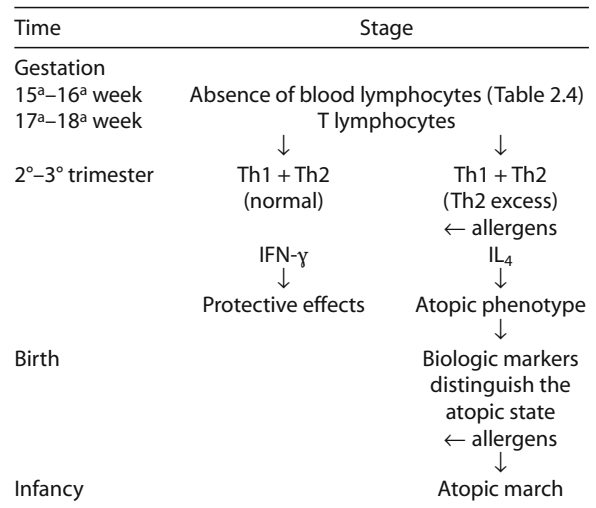 Time Stage
Gestation
15ª–16ª week Absence of blood lymphocytes (Table 2.4)
17ª–18ª week T lymphocytes
↓ ↓
2°–3° trimester Th1 + Th2 Th1 + Th2
(normal) (Th2 excess)
← allergens
IFN-γ IL₄
↓ ↓
Protective effects Atopic phenotype
↓
Birth Biologic markers
distinguish the
atopic state
← allergens
↓
Infancy Atopic march